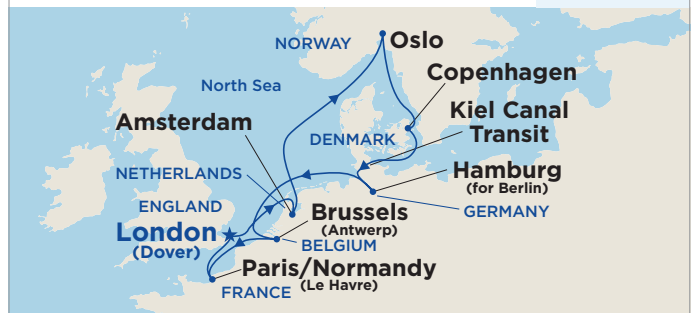 NORWAY
Oslo
North Sea
Copenhagen
Amsterdam
Kiel Canal
Transit
DENMARK
NETHERLANDS
Hamburg
(for Berlin)
ENGLAND
GERMANY
Brussels
(Antwerp)
London
(Dover)
BELGIUM
Paris/Normandy
(Le Havre)
FRANCE